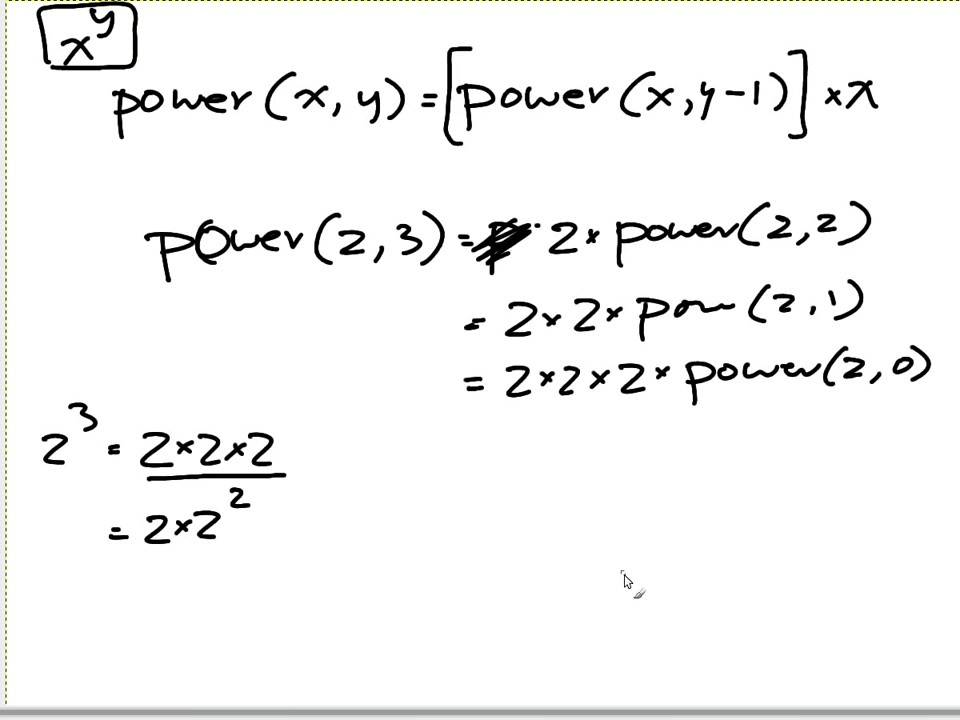 x^y
power(x,y)=[power(x,y-1)]×x
power(2,3)= 2×power(2,2)
= 2×2×pow(2,1)
= 2×2×2×power(2,0)
2^3 = 2×2×2
= 2×2^2